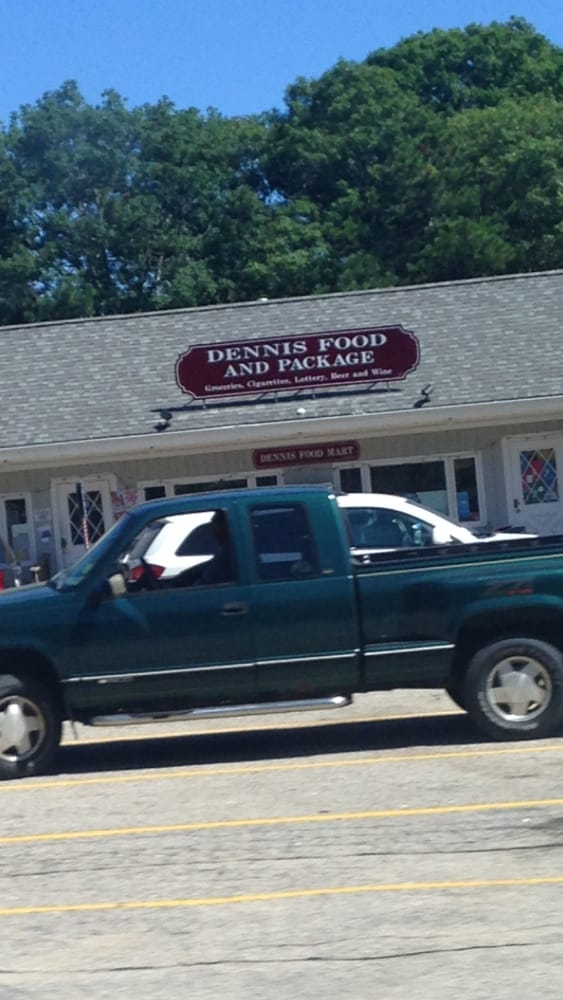 DENNIS FOOD
AND PACKAGE
Groceries, Cigarettes, Lottery, Beer and Wine
DENNIS FOOD MART